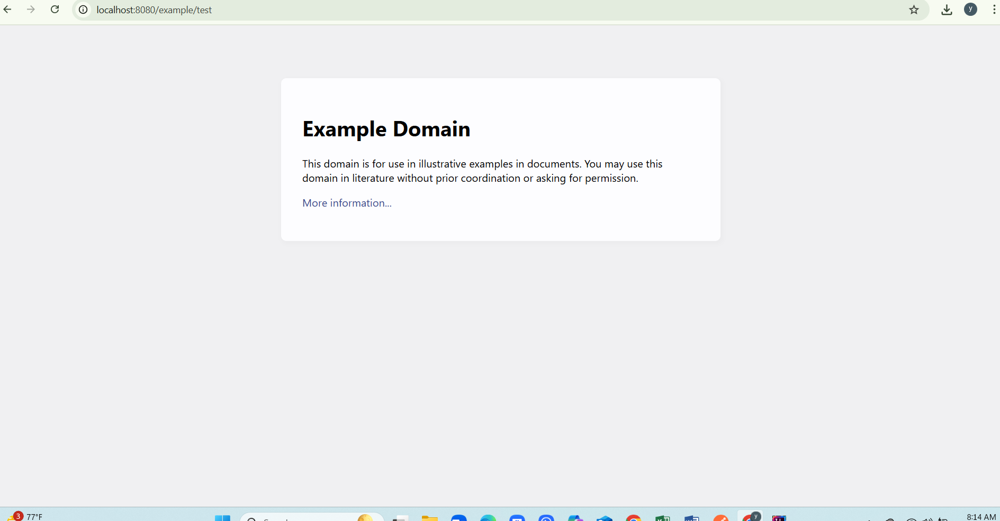 localhost:8080/example/test
y
Example Domain
This domain is for use in illustrative examples in documents. You may use this
domain in literature without prior coordination or asking for permission.
More information...
3
77°F
y
8:14 AM